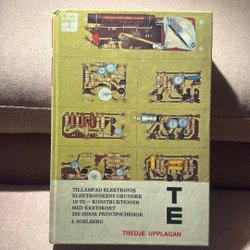 TILLÄMPAD ELEKTRONIK
ELEKTRONIKENS GRUNDER
19 TE – KONSTRUKTIONER
MED KRETSKORT
264 SIDOR PRINCIPSCHEMOR
J. SOELBERG
TE
TREDJE UPPLAGAN